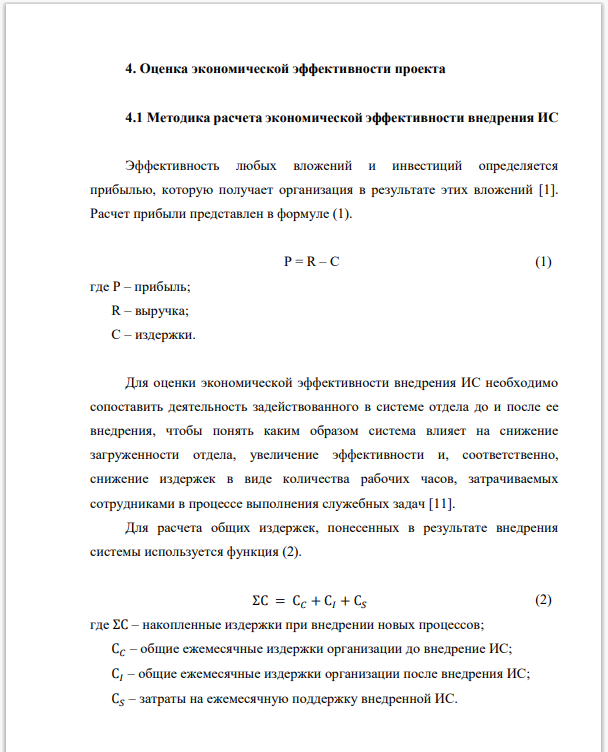 4. Оценка экономической эффективности проекта
4.1 Методика расчета экономической эффективности внедрения ИС
Эффективность любых вложений и инвестиций определяется
прибылью, которую получает организация в результате этих вложений [1].
Расчет прибыли представлен в формуле (1).
P = R – C (1)
где P – прибыль;
R – выручка;
C – издержки.
Для оценки экономической эффективности внедрения ИС необходимо
сопоставить деятельность задействованного в системе отдела до и после ее
внедрения, чтобы понять каким образом система влияет на снижение
загруженности отдела, увеличение эффективности и, соответственно,
снижение издержек в виде количества рабочих часов, затрачиваемых
сотрудниками в процессе выполнения служебных задач [11].
Для расчета общих издержек, понесенных в результате внедрения
системы используется функция (2).
ΣC = C_C + C_I + C_S (2)
где ΣC – накопленные издержки при внедрении новых процессов;
C_C – общие ежемесячные издержки организации до внедрение ИС;
C_I – общие ежемесячные издержки организации после внедрения ИС;
C_S – затраты на ежемесячную поддержку внедренной ИС.